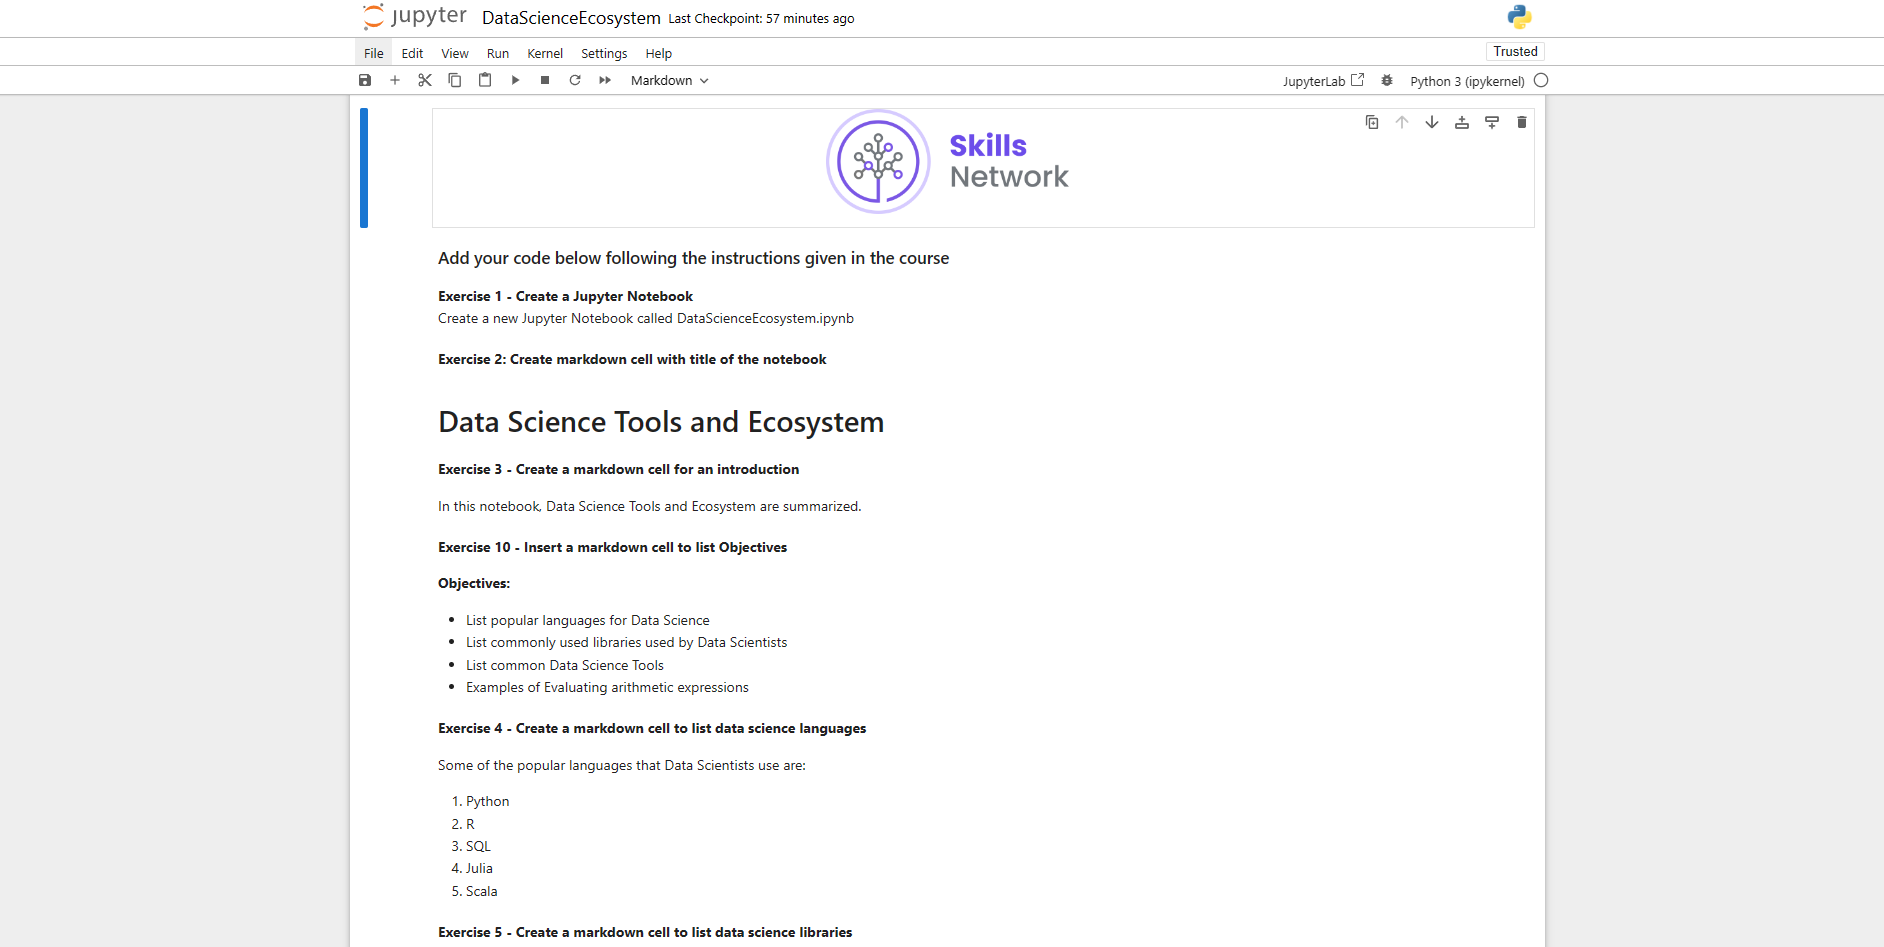 jupyter DataScienceEcosystem Last Checkpoint: 57 minutes ago
File Edit View Run Kernel Settings Help Trusted
Markdown JupyterLab Python 3 (ipykernel)
Skills
Network
Add your code below following the instructions given in the course
Exercise 1 - Create a Jupyter Notebook
Create a new Jupyter Notebook called DataScienceEcosystem.ipynb
Exercise 2: Create markdown cell with title of the notebook
Data Science Tools and Ecosystem
Exercise 3 - Create a markdown cell for an introduction
In this notebook, Data Science Tools and Ecosystem are summarized.
Exercise 10 - Insert a markdown cell to list Objectives
Objectives:
• List popular languages for Data Science
• List commonly used libraries used by Data Scientists
• List common Data Science Tools
• Examples of Evaluating arithmetic expressions
Exercise 4 - Create a markdown cell to list data science languages
Some of the popular languages that Data Scientists use are:
1. Python
2. R
3. SQL
4. Julia
5. Scala
Exercise 5 - Create a markdown cell to list data science libraries